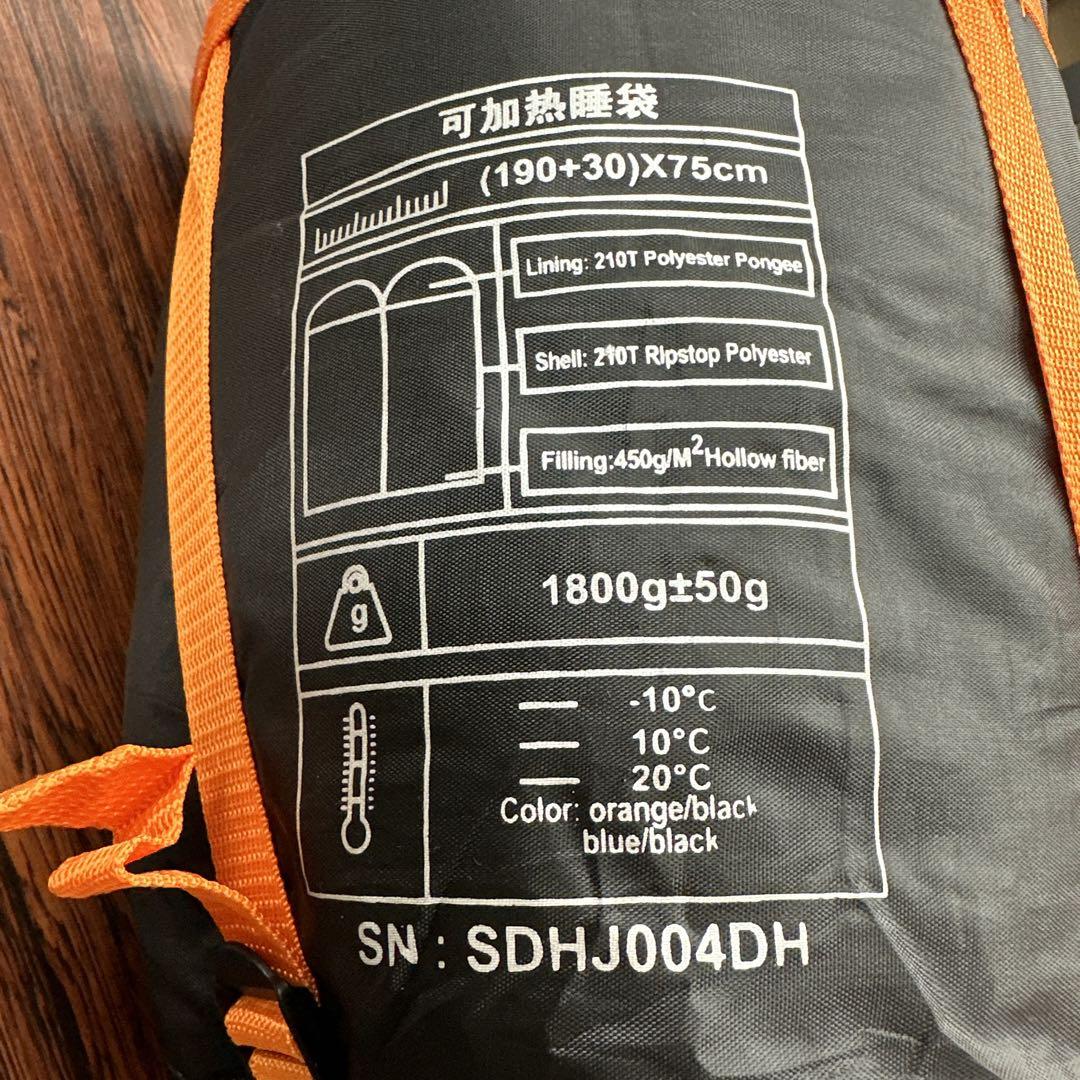 可加热睡袋
(190+30)X75cm
Lining: 210T Polyester Pongee
Shell: 210T Ripstop Polyester
Filling:450g/M²Hollow fiber
g
1800g±50g
-10°C
10°C
20°C
Color: orange/black
blue/black
SN : SDHJ004DH